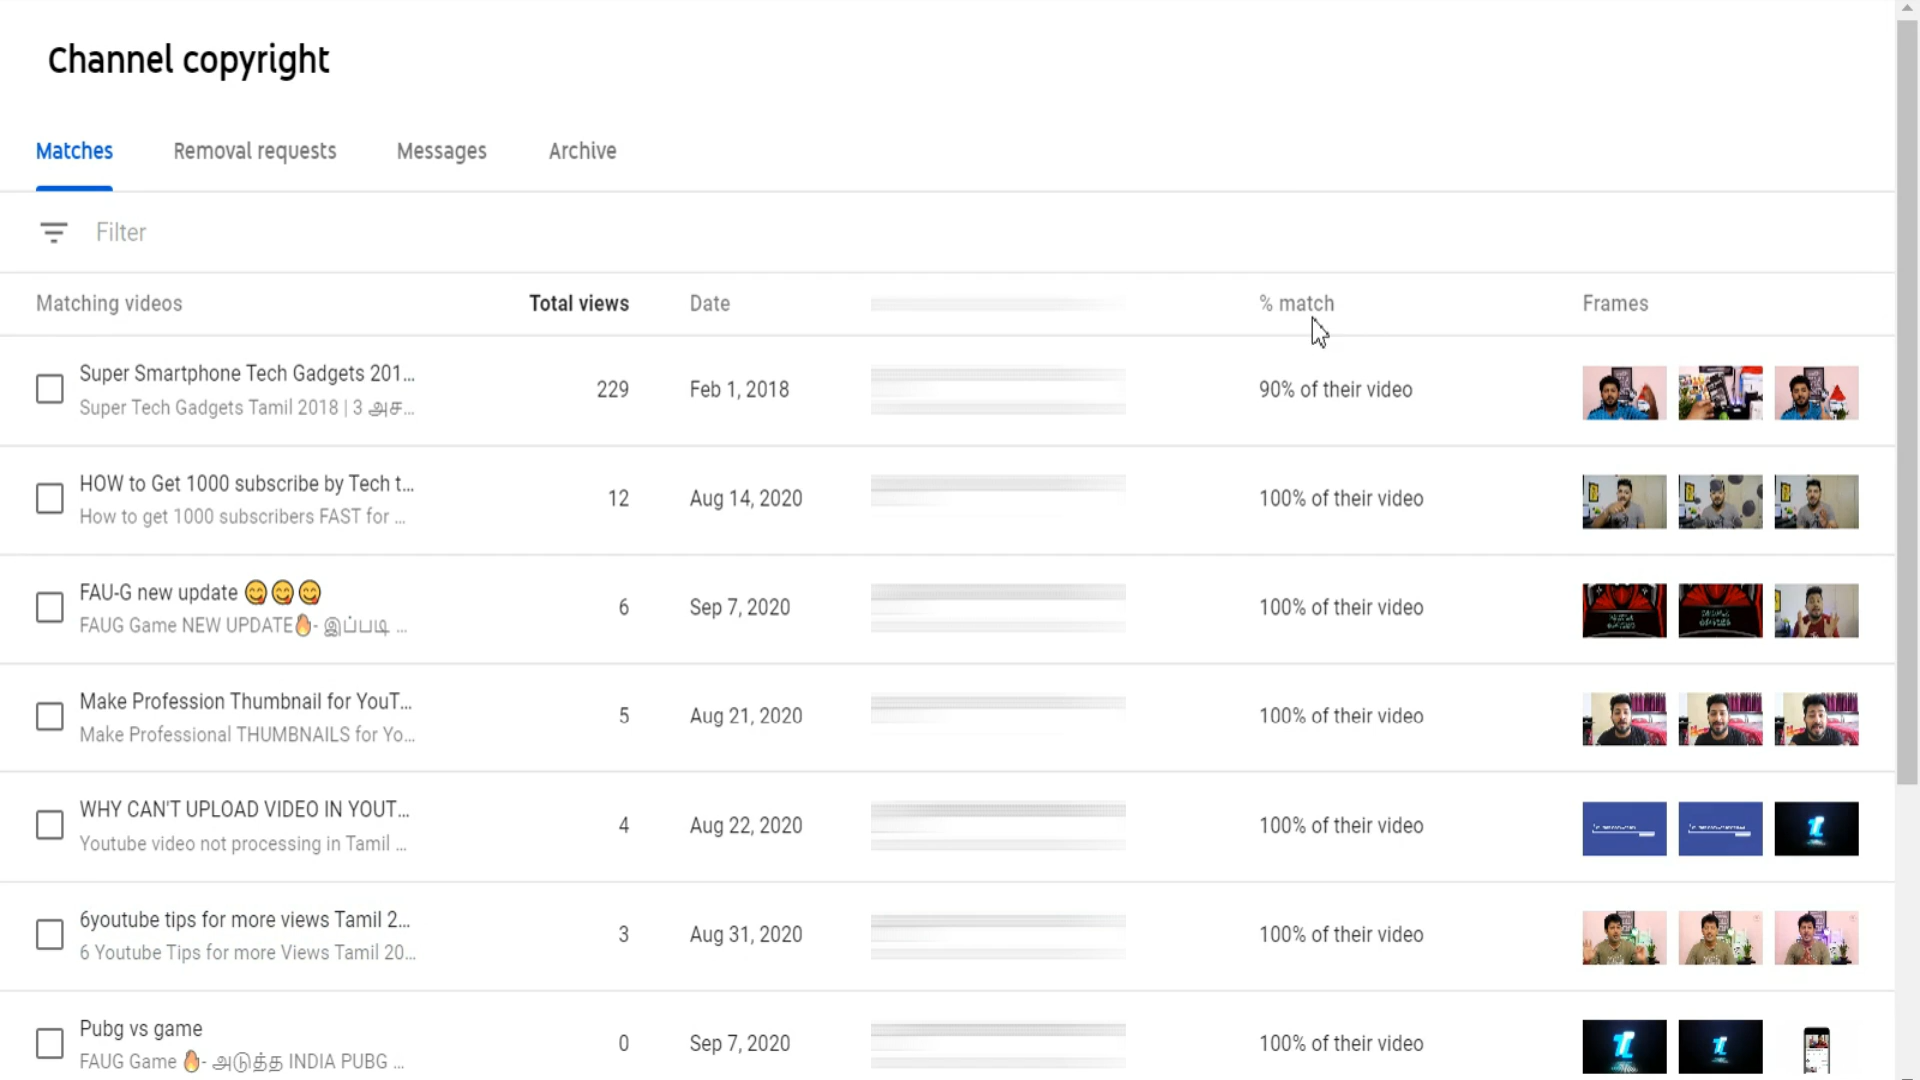 Channel copyright
Matches Removal requests Messages Archive
Filter
Matching videos Total views Date % match Frames
Super Smartphone Tech Gadgets 201...
Super Tech Gadgets Tamil 2018 | 3 அச...
229 Feb 1, 2018 90% of their video
HOW to Get 1000 subscribe by Tech t...
How to get 1000 subscribers FAST for ...
12 Aug 14, 2020 100% of their video
FAU-G new update 😋😋😋
FAUG Game NEW UPDATE🔥- இப்படி ...
6 Sep 7, 2020 100% of their video
Make Profession Thumbnail for YouT...
Make Professional THUMBNAILS for Yo...
5 Aug 21, 2020 100% of their video
WHY CAN'T UPLOAD VIDEO IN YOUT...
Youtube video not processing in Tamil ...
4 Aug 22, 2020 100% of their video
6youtube tips for more views Tamil 2...
6 Youtube Tips for more Views Tamil 20...
3 Aug 31, 2020 100% of their video
Pubg vs game
FAUG Game 🔥- அடுத்த INDIA PUBG ...
0 Sep 7, 2020 100% of their video